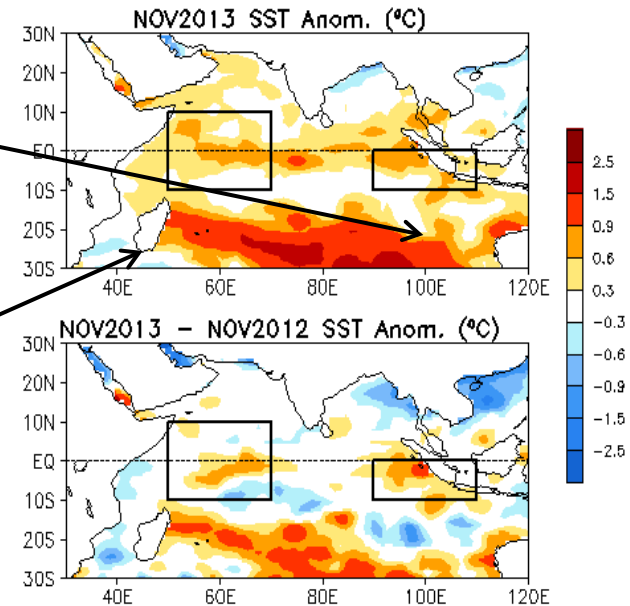 NOV2013 SST Anom. (°C)
30N
20N
10N
EQ
10S
20S
30S
40E 60E 80E 100E 120E
2.5
1.5
0.9
0.6
0.3
-0.3
-0.6
-0.9
-1.5
-2.5
NOV2013 - NOV2012 SST Anom. (°C)
30N
20N
10N
EQ
10S
20S
30S
40E 60E 80E 100E 120E